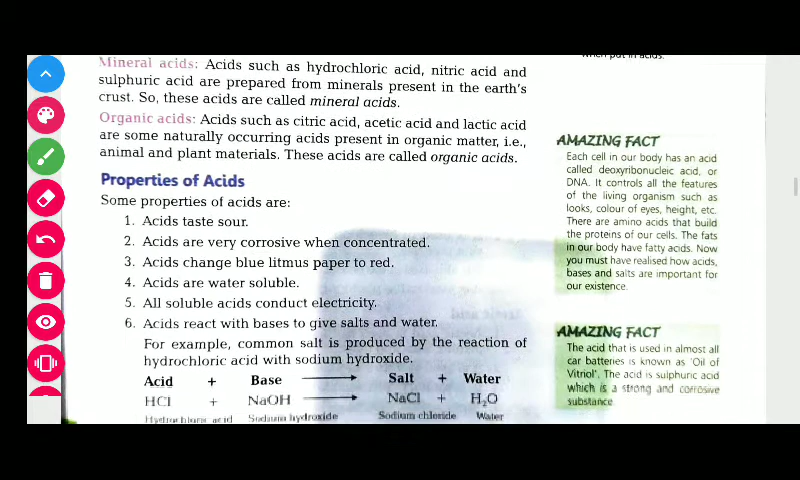 when put in acids.
Mineral acids: Acids such as hydrochloric acid, nitric acid and
sulphuric acid are prepared from minerals present in the earth's
crust. So, these acids are called mineral acids.
Organic acids: Acids such as citric acid, acetic acid and lactic acid
are some naturally occurring acids present in organic matter, i.e.,
animal and plant materials. These acids are called organic acids.
Properties of Acids
Some properties of acids are:
1. Acids taste sour.
2. Acids are very corrosive when concentrated.
3. Acids change blue litmus paper to red.
4. Acids are water soluble.
5. All soluble acids conduct electricity.
6. Acids react with bases to give salts and water.
For example, common salt is produced by the reaction of
hydrochloric acid with sodium hydroxide.
Acid + Base ⟶ Salt + Water
HCl + NaOH ⟶ NaCl + H₂O
Hydrochloric acid Sodium hydroxide Sodium chloride Water
AMAZING FACT
Each cell in our body has an acid
called deoxyribonucleic acid, or
DNA. It controls all the features
of the living organism such as
looks, colour of eyes, height, etc.
There are amino acids that build
the proteins of our cells. The fats
in our body have fatty acids. Now
you must have realised how acids,
bases and salts are important for
our existence.
AMAZING FACT
The acid that is used in almost all
car batteries is known as 'Oil of
Vitriol'. The acid is sulphuric acid
which is a strong and corrosive
substance